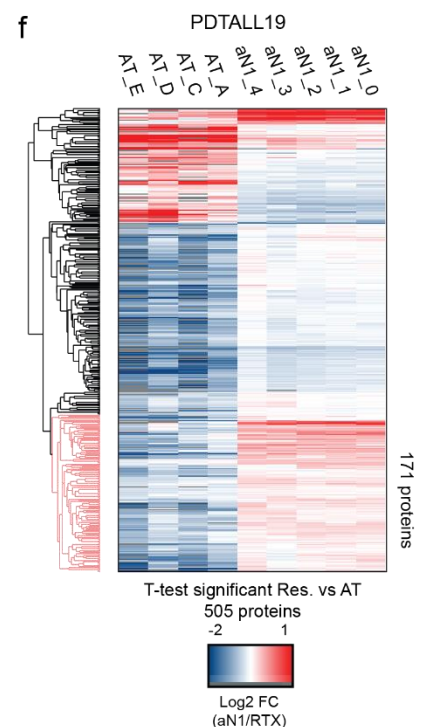 f
PDTALL19
AT_E AT_D AT_C AT_A aN1_4 aN1_3 aN1_2 aN1_1 aN1_0
171 proteins
T-test significant Res. vs AT
505 proteins
-2 1
Log2 FC
(aN1/RTX)